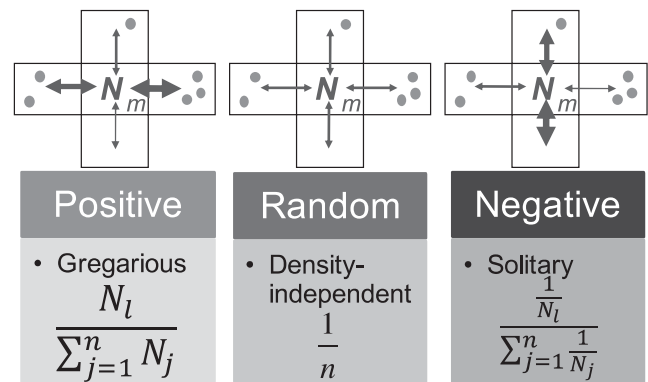 N m
N m
N m
Positive
Random
Negative
• Gregarious
N_l
∑_{j=1}^{n} N_j
• Density-
independent
1
n
• Solitary
1
N_l
∑_{j=1}^{n} 1
N_j